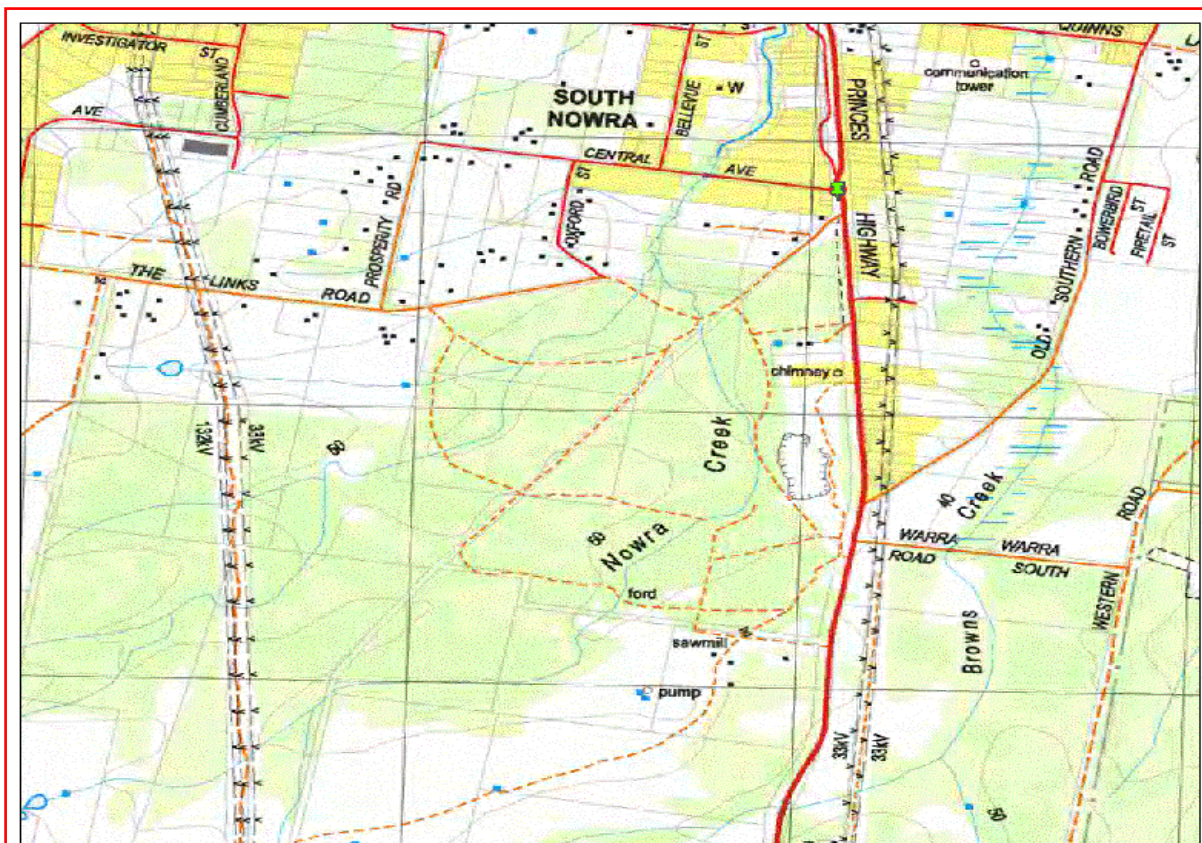 INVESTIGATOR ST
QUINNS
CUMBERLAND
AVE
SOUTH
NOWRA
BELLEVUE ST
W
PRINCES
HIGHWAY
communication
tower
CENTRAL AVE
PROSPERITY RD
OXFORD ST
OLD SOUTHERN ROAD
BOWERBIRD ST
FIRETAIL ST
THE LINKS ROAD
chimney
132kV
33kV
60
Nowra Creek
50
40
Browns Creek
WARRA WARRA
ROAD SOUTH
WESTERN ROAD
ford
sawmill
pump
33kV
33kV